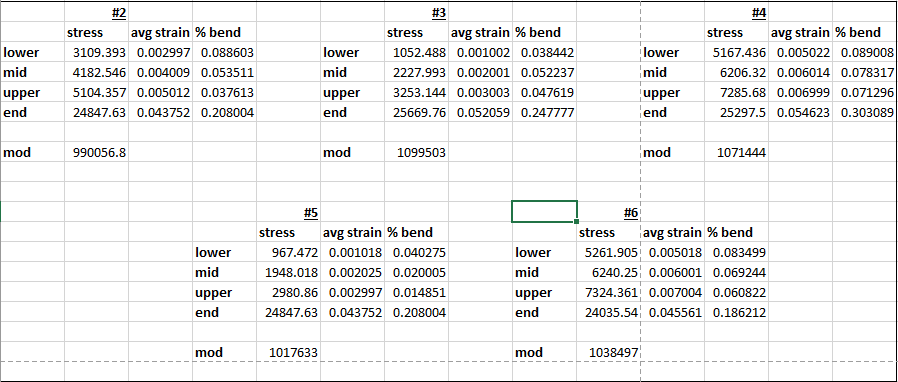 #2 #3 #4
stress avg strain % bend stress avg strain % bend stress avg strain % bend
lower 3109.393 0.002997 0.088603 lower 1052.488 0.001002 0.038442 lower 5167.436 0.005022 0.089008
mid 4182.546 0.004009 0.053511 mid 2227.993 0.002001 0.052237 mid 6206.32 0.006014 0.078317
upper 5104.357 0.005012 0.037613 upper 3253.144 0.003003 0.047619 upper 7285.68 0.006999 0.071296
end 24847.63 0.043752 0.208004 end 25669.76 0.052059 0.247777 end 25297.5 0.054623 0.303089
mod 990056.8 mod 1099503 mod 1071444
#5 #6
stress avg strain % bend stress avg strain % bend
lower 967.472 0.001018 0.040275 lower 5261.905 0.005018 0.083499
mid 1948.018 0.002025 0.020005 mid 6240.25 0.006001 0.069244
upper 2980.86 0.002997 0.014851 upper 7324.361 0.007004 0.060822
end 24847.63 0.043752 0.208004 end 24035.54 0.045561 0.186212
mod 1017633 mod 1038497